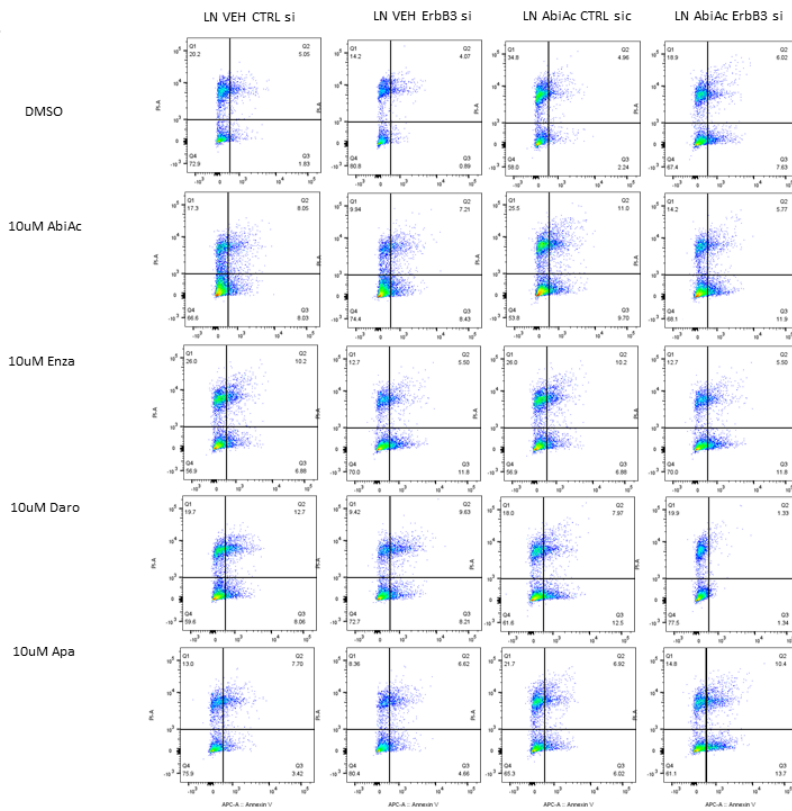 LN VEH CTRL si LN VEH ErbB3 si LN AbiAc CTRL sic LN AbiAc ErbB3 si
Q1 Q2 Q1 Q2 Q1 Q2 Q1 Q2
20.2 5.05 14.2 4.07 34.8 4.96 18.9 6.02
DMSO
Q4 Q3 Q4 Q3 Q4 Q3 Q4 Q3
72.9 1.83 80.8 0.89 58.0 2.24 67.4 7.63
Q1 Q2 Q1 Q2 Q1 Q2 Q1 Q2
17.3 8.05 9.94 7.21 25.5 11.0 14.2 5.77
10uM AbiAc
Q4 Q3 Q4 Q3 Q4 Q3 Q4 Q3
66.6 8.03 74.4 8.43 53.8 9.70 68.1 11.9
Q1 Q2 Q1 Q2 Q1 Q2 Q1 Q2
26.0 10.2 12.7 5.50 26.0 10.2 12.7 5.50
10uM Enza
Q4 Q3 Q4 Q3 Q4 Q3 Q4 Q3
56.9 6.88 70.0 11.8 56.9 6.88 70.0 11.8
Q1 Q2 Q1 Q2 Q1 Q2 Q1 Q2
19.7 12.7 9.42 9.63 18.0 7.97 19.9 1.33
10uM Daro
Q4 Q3 Q4 Q3 Q4 Q3 Q4 Q3
59.6 8.06 72.7 8.21 61.6 12.5 77.5 1.34
Q1 Q2 Q1 Q2 Q1 Q2 Q1 Q2
13.0 7.70 8.36 6.62 21.7 6.92 14.8 10.4
10uM Apa
Q4 Q3 Q4 Q3 Q4 Q3 Q4 Q3
75.9 3.42 80.4 4.66 65.3 6.02 61.1 13.7
APC-A :: Annexin V APC-A :: Annexin V APC-A :: Annexin V APC-A :: Annexin V